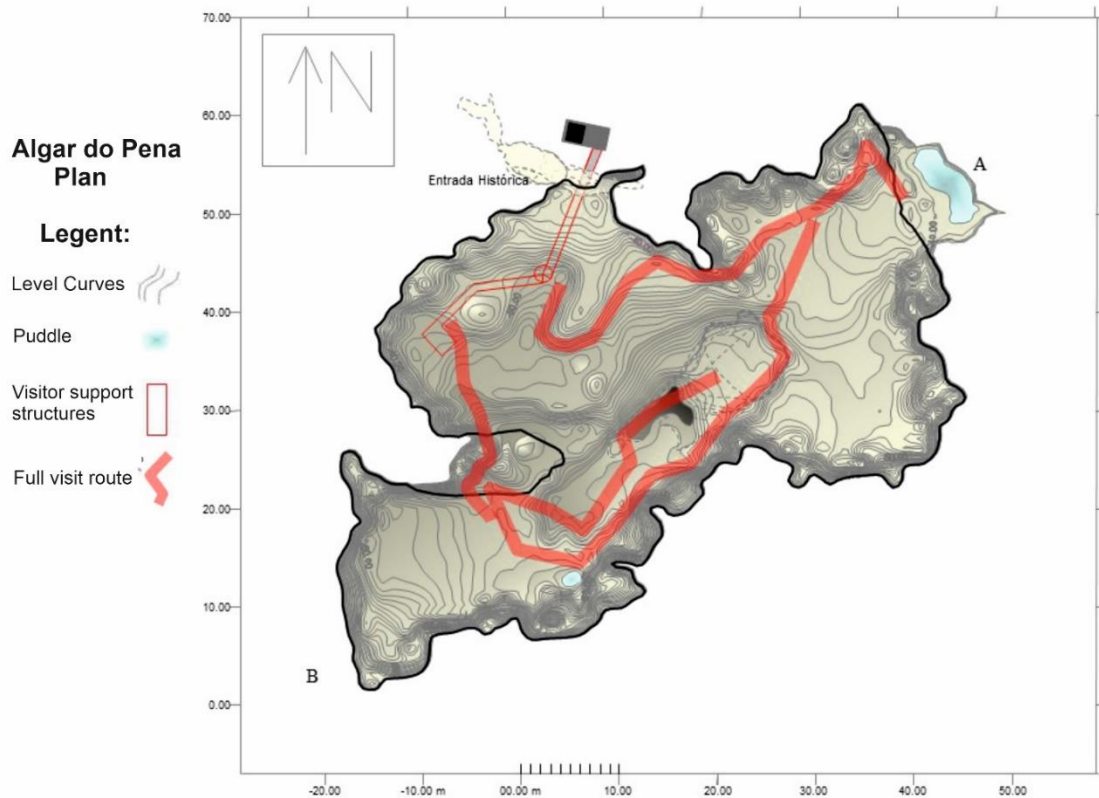 Algar do Pena
Plan
Legent:
Level Curves
Puddle
Visitor support
structures
Full visit route
70.00
60.00
50.00
40.00
30.00
20.00
10.00
0.00
N
Entrada Histórica
A
B
-20.00
-10.00
00.00 m
10.00
20.00
30.00
40.00
50.00